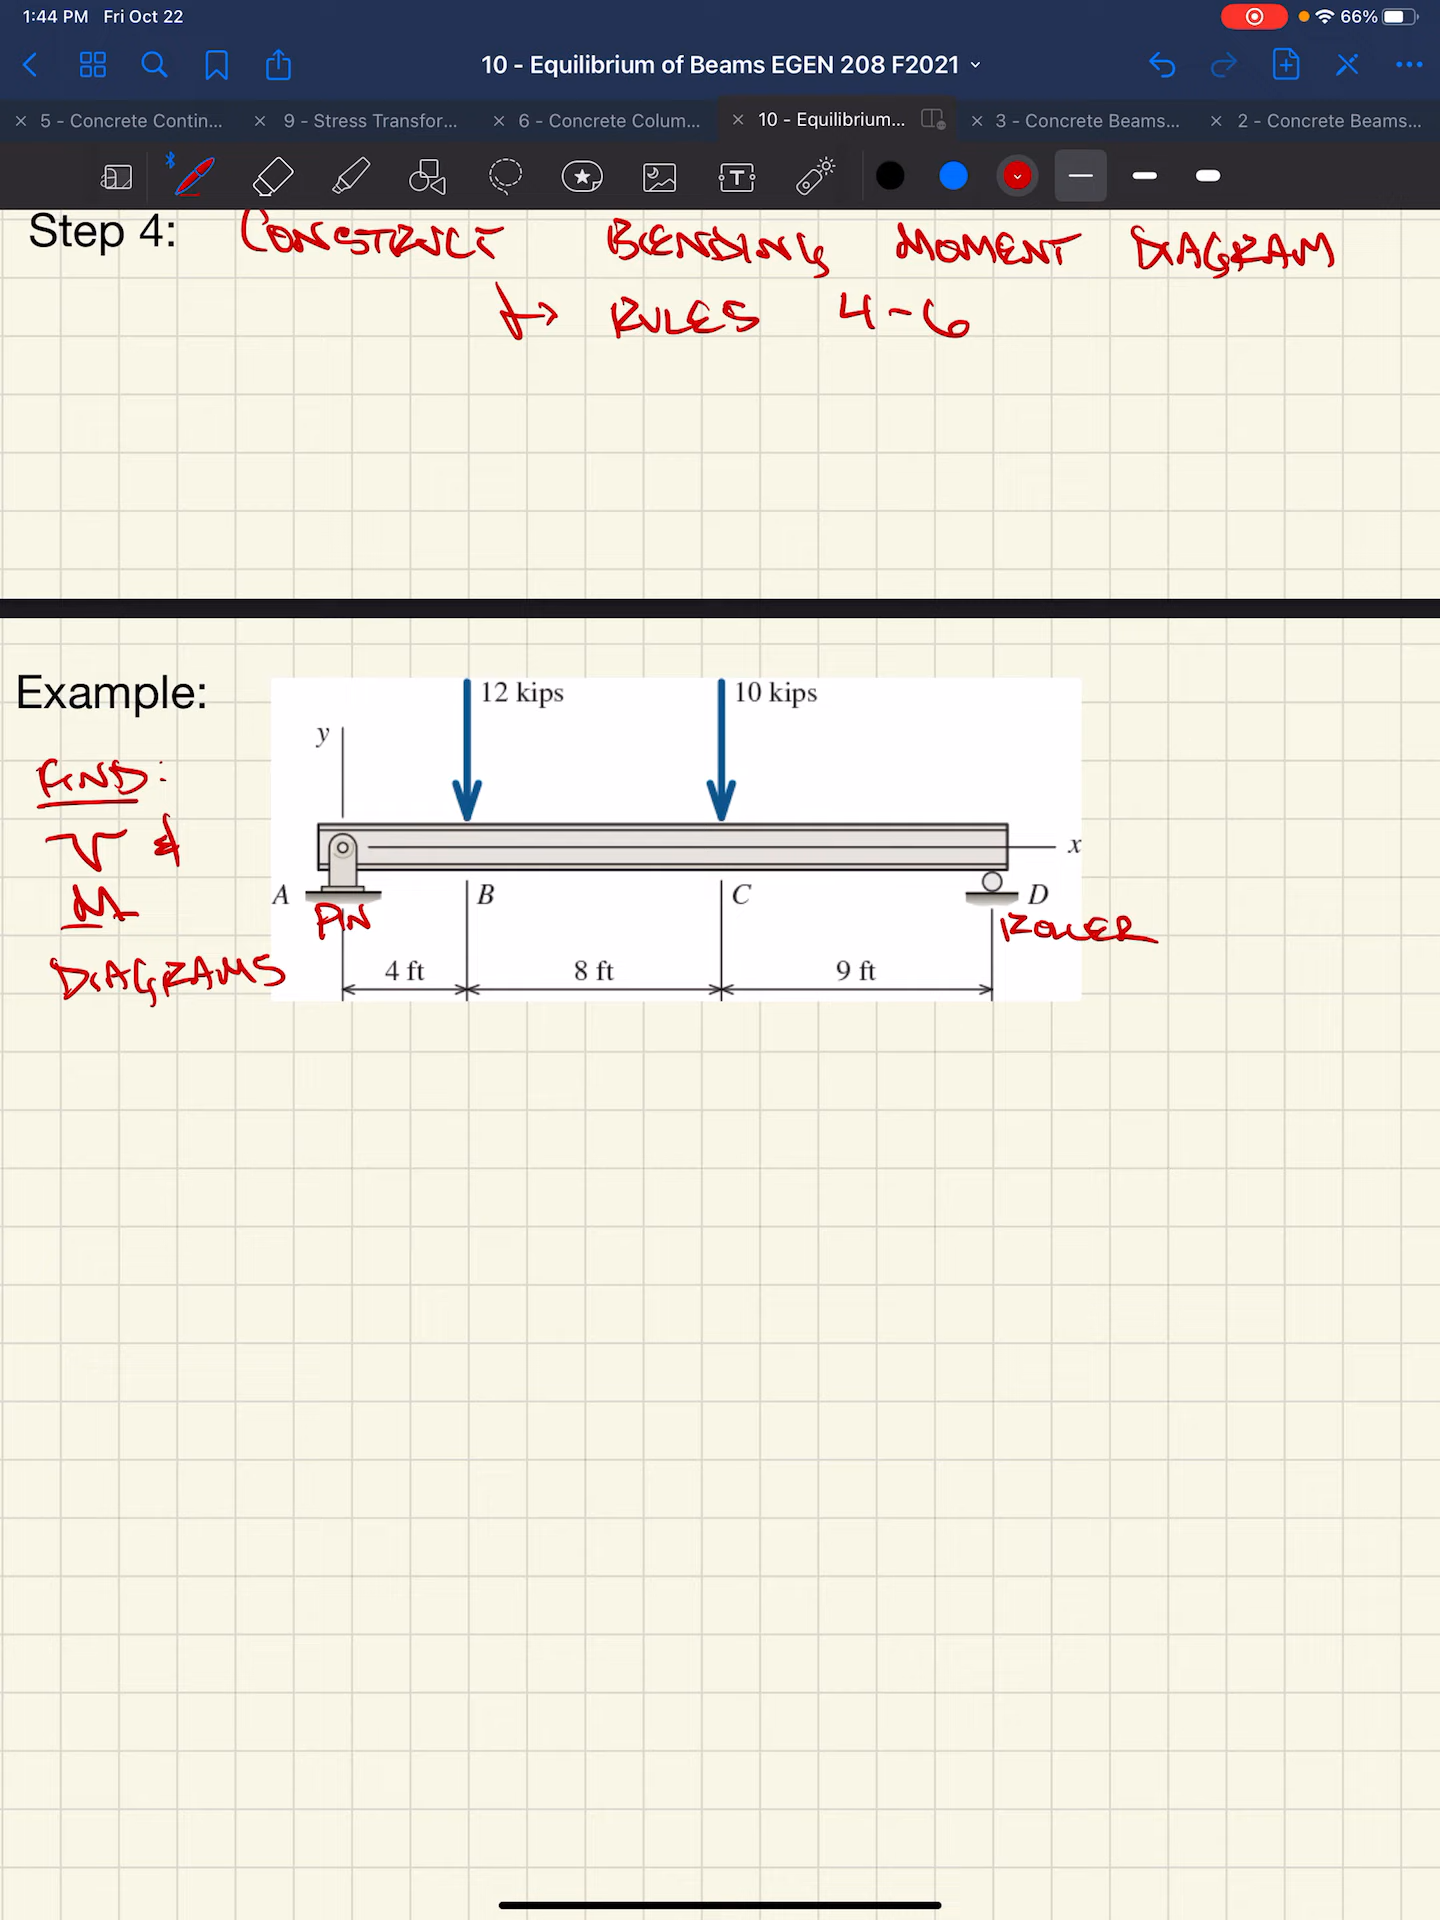 1:44 PM Fri Oct 22 66%
10 - Equilibrium of Beams EGEN 208 F2021
5 - Concrete Contin... 9 - Stress Transfor... 6 - Concrete Colum... 10 - Equilibrium... 3 - Concrete Beams... 2 - Concrete Beams...
Step 4: CONSTRUCT BENDING MOMENT DIAGRAM
RULES 4-6
Example:
12 kips 10 kips
y
FIND:
V &
M
DIAGRAMS
x
A B C D
PIN ROLLER
4 ft 8 ft 9 ft